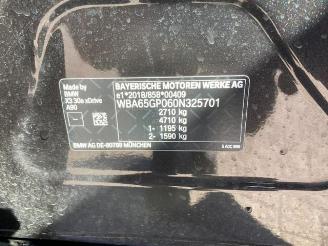 Made by
BMW
X3 30e xDrive
A90
BAYERISCHE MOTOREN WERKE AG
e1*2018/858*00409
WBA65GP060N325701
2710 kg
4710 kg
1- 1195 kg
2- 1590 kg
BMW AG DE-80788 MÜNCHEN